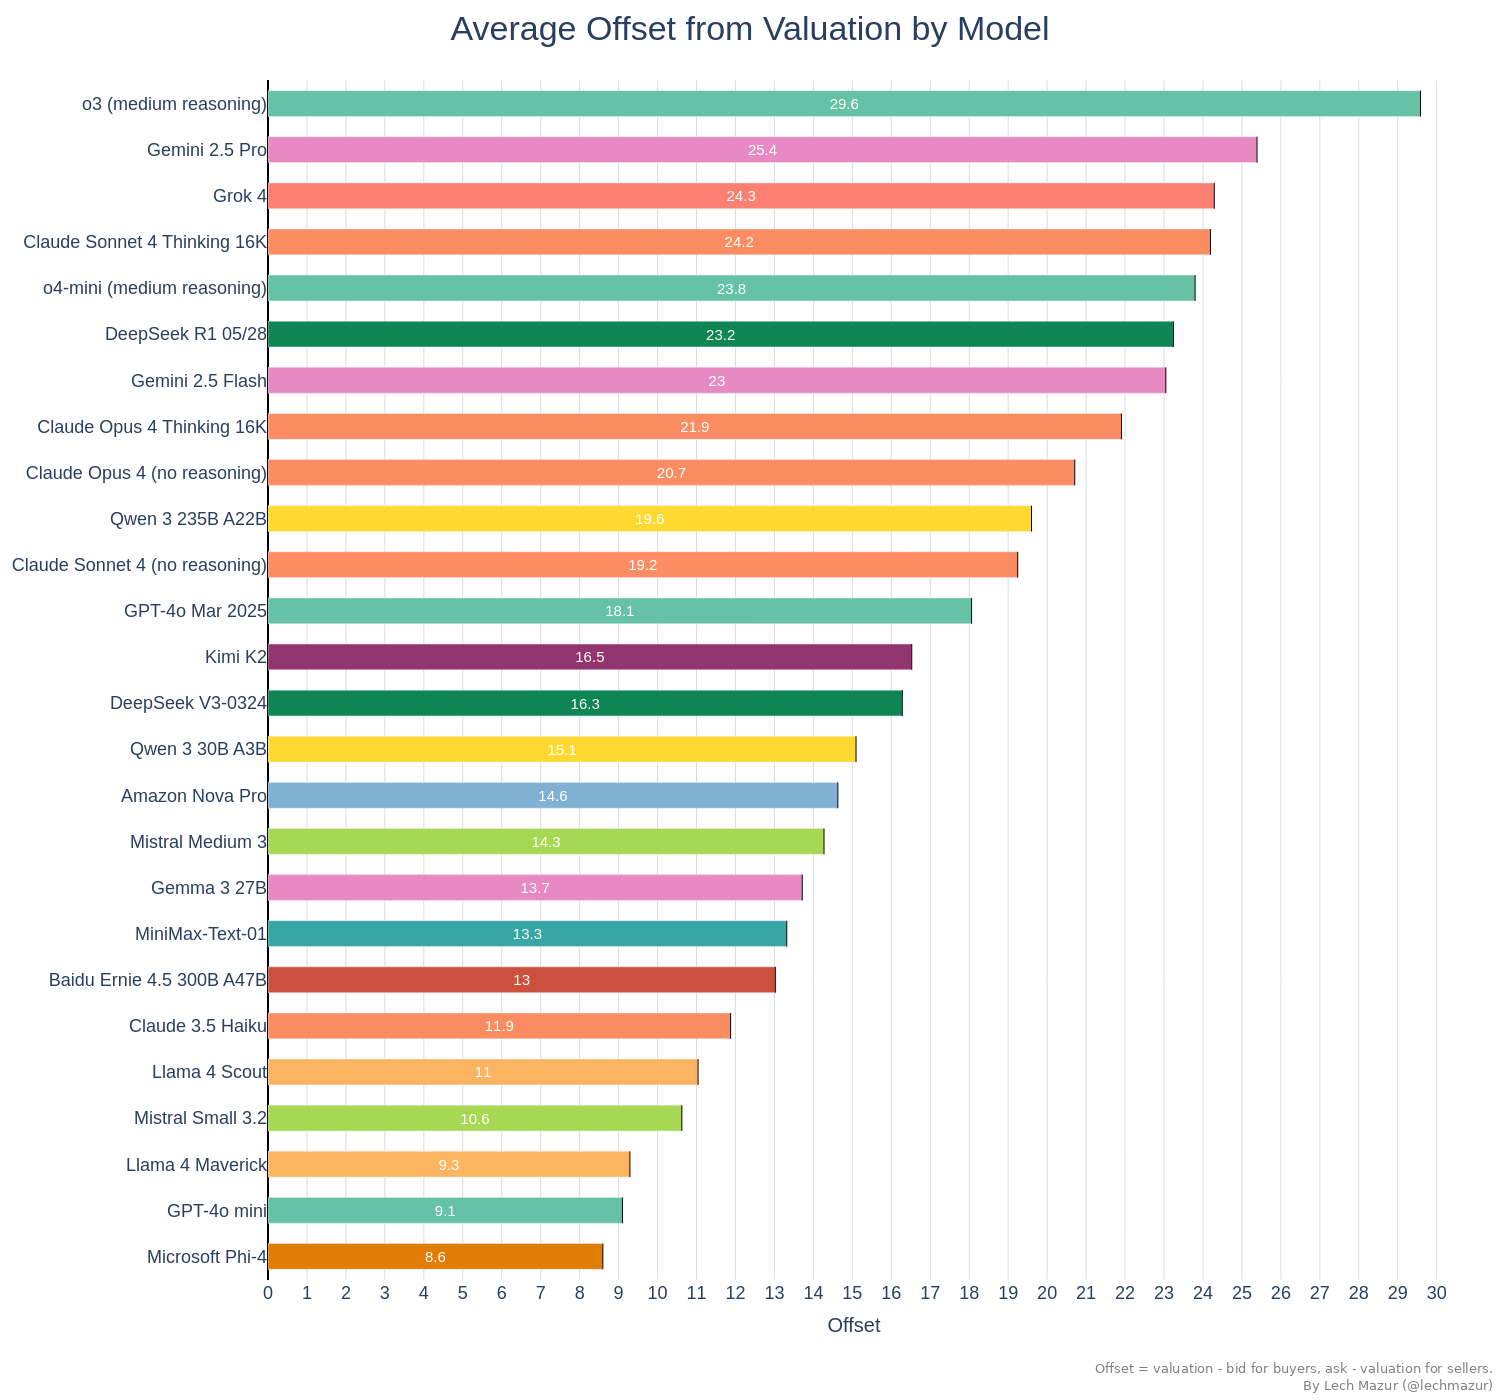 Average Offset from Valuation by Model
o3 (medium reasoning) 29.6
Gemini 2.5 Pro 25.4
Grok 4 24.3
Claude Sonnet 4 Thinking 16K 24.2
o4-mini (medium reasoning) 23.8
DeepSeek R1 05/28 23.2
Gemini 2.5 Flash 23
Claude Opus 4 Thinking 16K 21.9
Claude Opus 4 (no reasoning) 20.7
Qwen 3 235B A22B 19.6
Claude Sonnet 4 (no reasoning) 19.2
GPT-4o Mar 2025 18.1
Kimi K2 16.5
DeepSeek V3-0324 16.3
Qwen 3 30B A3B 15.1
Amazon Nova Pro 14.6
Mistral Medium 3 14.3
Gemma 3 27B 13.7
MiniMax-Text-01 13.3
Baidu Ernie 4.5 300B A47B 13
Claude 3.5 Haiku 11.9
Llama 4 Scout 11
Mistral Small 3.2 10.6
Llama 4 Maverick 9.3
GPT-4o mini 9.1
Microsoft Phi-4 8.6
0 1 2 3 4 5 6 7 8 9 10 11 12 13 14 15 16 17 18 19 20 21 22 23 24 25 26 27 28 29 30
Offset
Offset = valuation - bid for buyers, ask - valuation for sellers.
By Lech Mazur (@lechmazur)